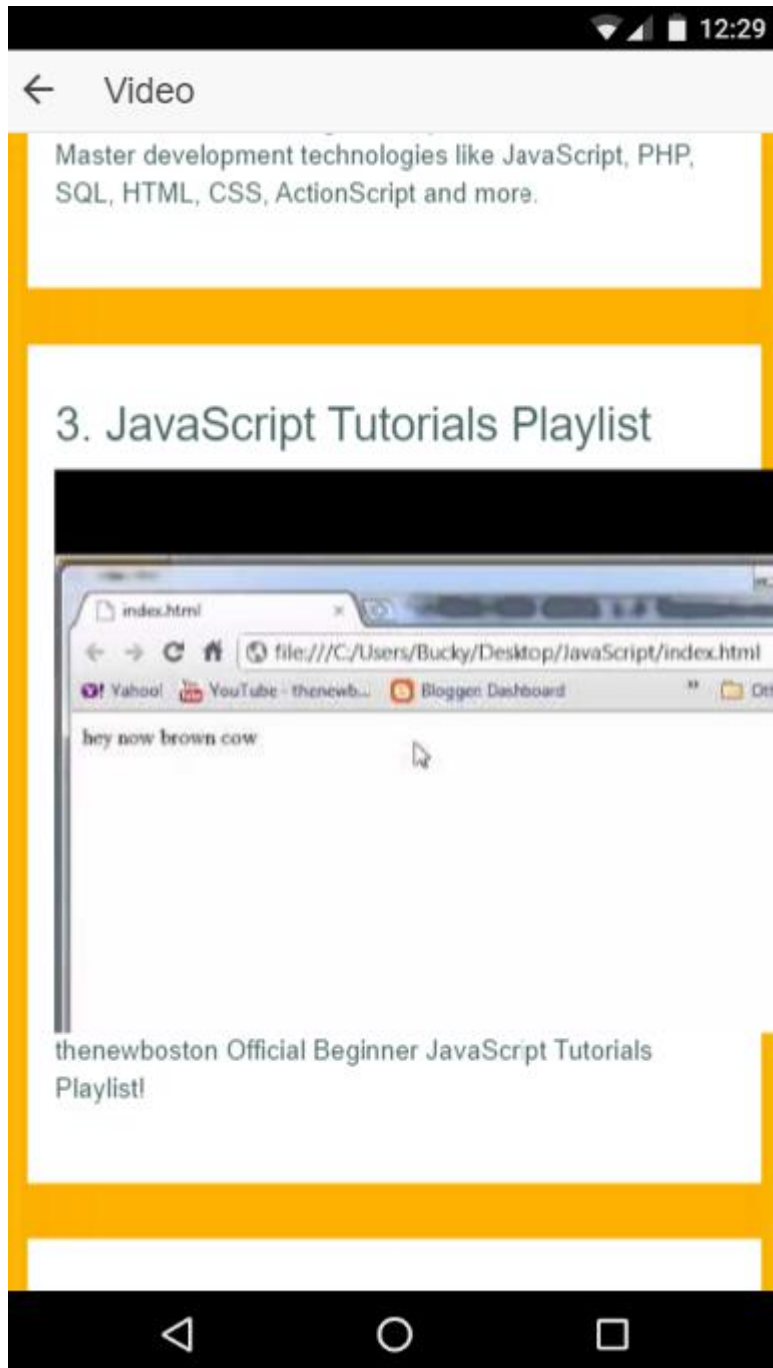 12:29
Video
Master development technologies like JavaScript, PHP,
SQL, HTML, CSS, ActionScript and more.
3. JavaScript Tutorials Playlist
index.html
file:///C:/Users/Bucky/Desktop/JavaScript/index.html
Yahoo! YouTube - thenewb... Blogger: Dashboard
hey now brown cow
thenewboston Official Beginner JavaScript Tutorials
Playlist!